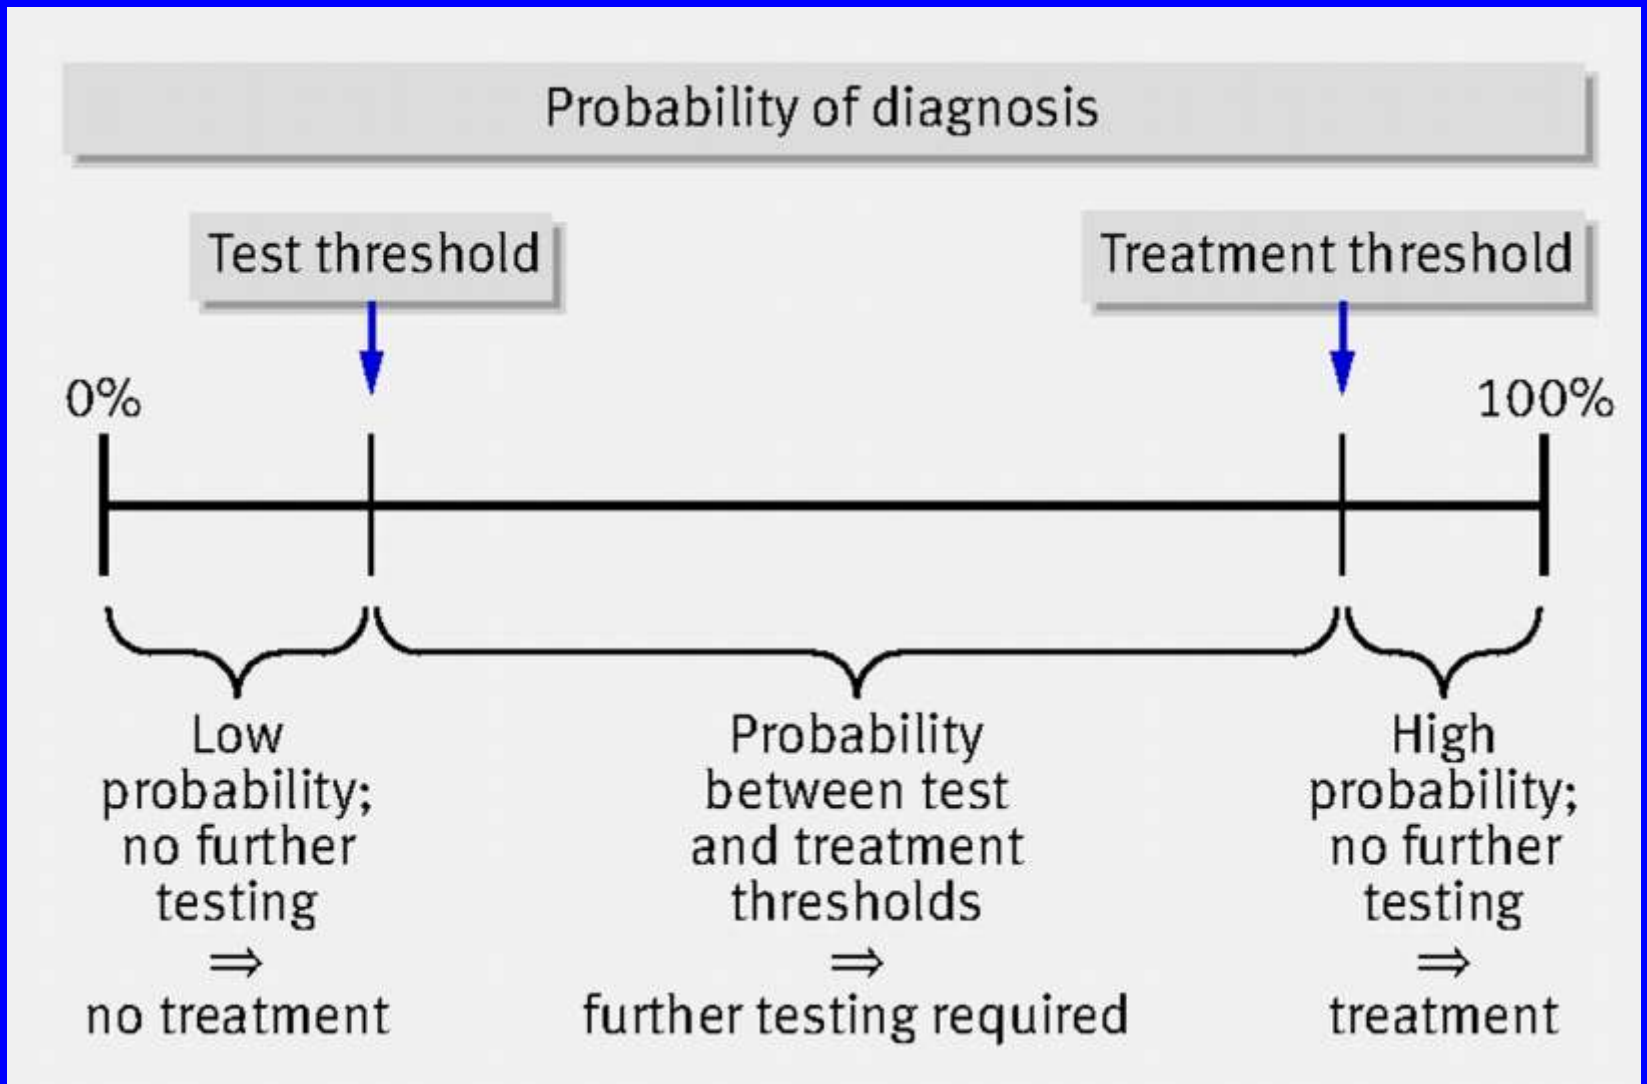 Probability of diagnosis
Test threshold
Treatment threshold
0%
100%
Low
probability;
no further
testing
⇒
no treatment
Probability
between test
and treatment
thresholds
⇒
further testing required
High
probability;
no further
testing
⇒
treatment